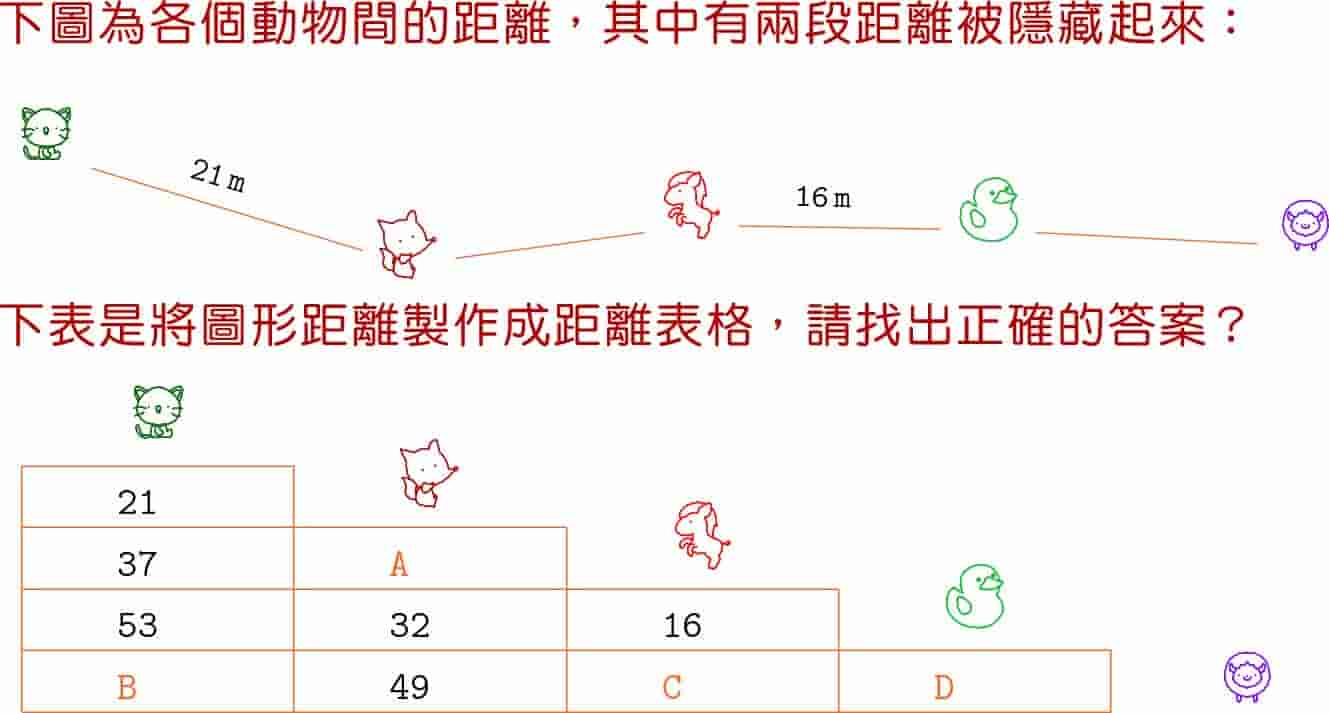 下圖為各個動物間的距離，其中有兩段距離被隱藏起來：
21m
16m
下表是將圖形距離製作成距離表格，請找出正確的答案？
21
37 A
53 32 16
B 49 C D